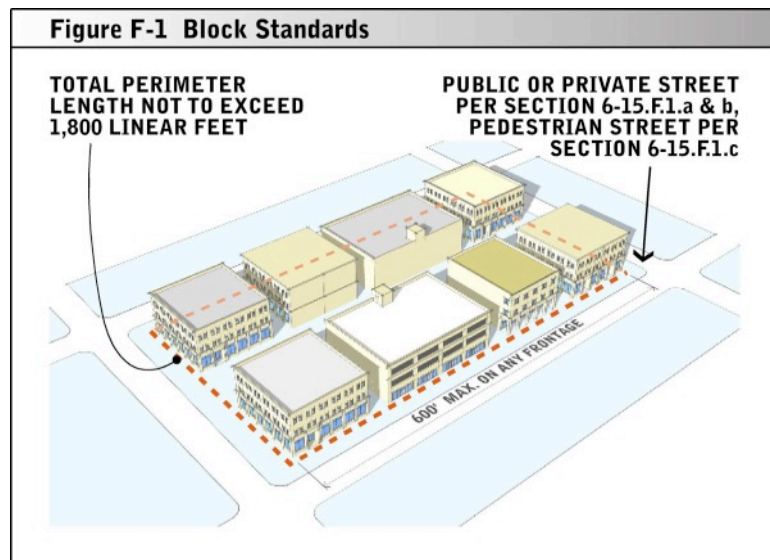 Figure F-1 Block Standards
TOTAL PERIMETER
LENGTH NOT TO EXCEED
1,800 LINEAR FEET
PUBLIC OR PRIVATE STREET
PER SECTION 6-15.F.1.a & b,
PEDESTRIAN STREET PER
SECTION 6-15.F.1.c
600' MAX. ON ANY FRONTAGE